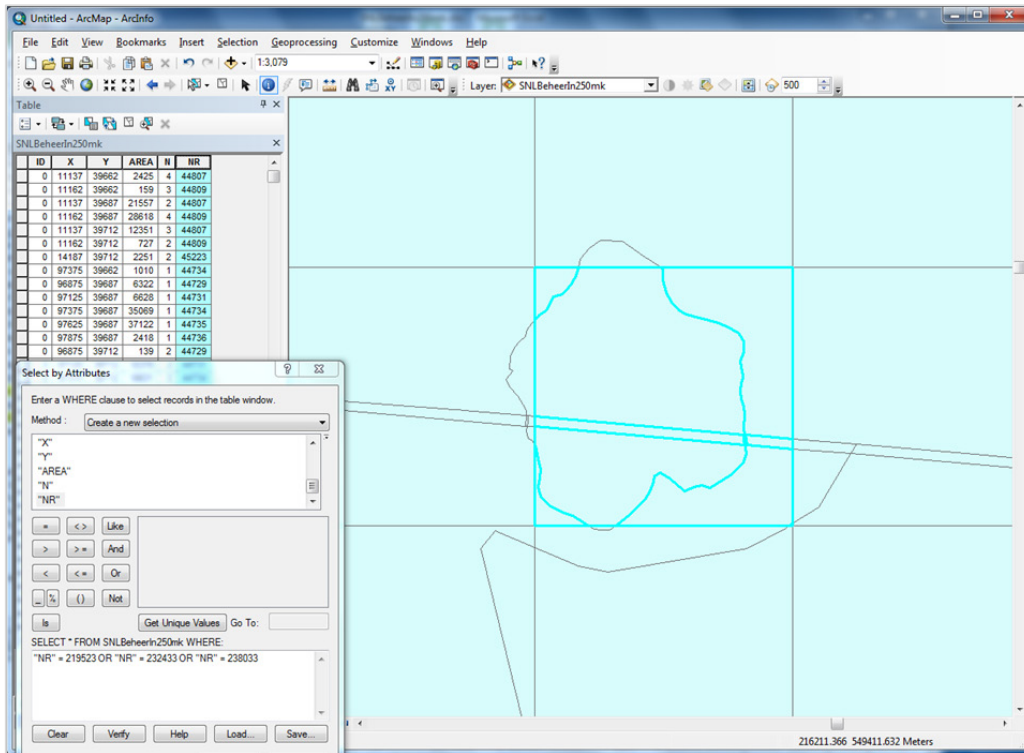 Untitled - ArcMap - ArcInfo
File Edit View Bookmarks Insert Selection Geoprocessing Customize Windows Help
1:3,079
Layer: SNLBeheerIn250mk 500
Table
SNLBeheerIn250mk
ID X Y AREA N NR
0 11137 39662 2425 4 44807
0 11162 39662 159 3 44809
0 11137 39687 21557 2 44807
0 11162 39687 28618 4 44809
0 11137 39712 12351 3 44807
0 11162 39712 727 2 44809
0 14187 39712 2251 2 45223
0 97375 39662 1010 1 44734
0 96875 39687 6322 1 44729
0 97125 39687 6628 1 44731
0 97375 39687 35069 1 44734
0 97625 39687 37122 1 44735
0 97875 39687 2418 1 44736
0 96875 39712 139 2 44729
Select by Attributes
Enter a WHERE clause to select records in the table window.
Method : Create a new selection
"X"
"Y"
"AREA"
"N"
"NR"
= < > Like
> > = And
< < = Or
_ % () Not
Is Get Unique Values Go To:
SELECT * FROM SNLBeheerIn250mk WHERE:
"NR" = 219523 OR "NR" = 232433 OR "NR" = 238033
Clear Verify Help Load... Save...
216211.366 549411.632 Meters